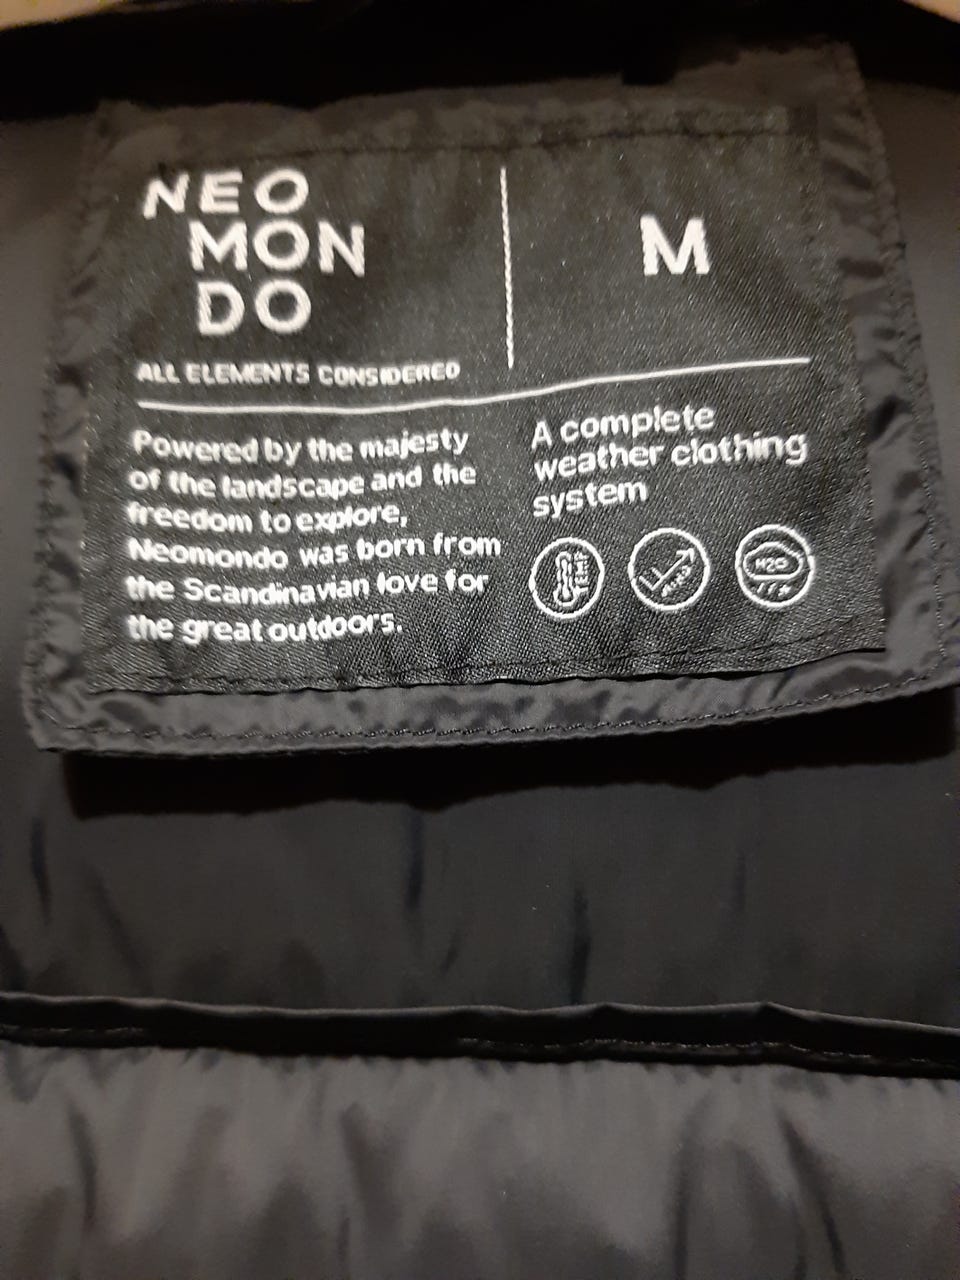 NEO
MON
DO
M
ALL ELEMENTS CONSIDERED
Powered by the majesty
of the landscape and the
freedom to explore,
Neomondo was born from
the Scandinavian love for
the great outdoors.
A complete
weather clothing
system
TEMP
H2O